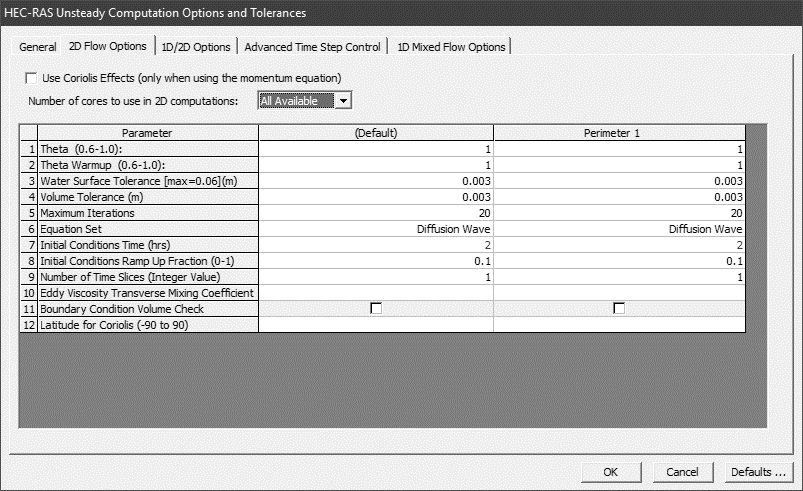 HEC-RAS Unsteady Computation Options and Tolerances
General 2D Flow Options 1D/2D Options Advanced Time Step Control 1D Mixed Flow Options
Use Coriolis Effects (only when using the momentum equation)
Number of cores to use in 2D computations: All Available
Parameter (Default) Perimeter 1
1 Theta (0.6-1.0): 1 1
2 Theta Warmup (0.6-1.0): 1 1
3 Water Surface Tolerance [max=0.06](m) 0.003 0.003
4 Volume Tolerance (m) 0.003 0.003
5 Maximum Iterations 20 20
6 Equation Set Diffusion Wave Diffusion Wave
7 Initial Conditions Time (hrs) 2 2
8 Initial Conditions Ramp Up Fraction (0-1) 0.1 0.1
9 Number of Time Slices (Integer Value) 1 1
10 Eddy Viscosity Transverse Mixing Coefficient
11 Boundary Condition Volume Check
12 Latitude for Coriolis (-90 to 90)
OK Cancel Defaults ...